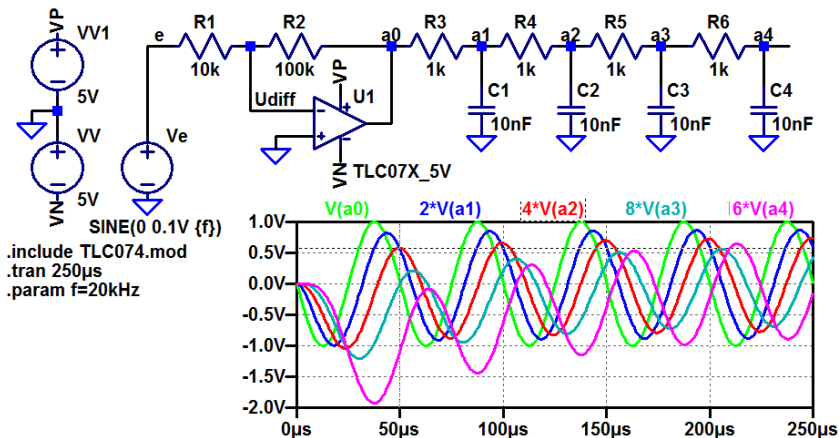 VP
VV1
5V
VV
5V
VN
e
R1
10k
R2
100k
a0
R3
1k
a1
R4
1k
a2
R5
1k
a3
R6
1k
a4
Udiff
VP
U1
VN
TLC07X_5V
C1
10nF
C2
10nF
C3
10nF
C4
10nF
Ve
SINE(0 0.1V {f})
.include TLC074.mod
.tran 250µs
.param f=20kHz
V(a0) 2*V(a1) 4*V(a2) 8*V(a3) 16*V(a4)
1.0V
0.5V
0.0V
-0.5V
-1.0V
-1.5V
-2.0V
0µs 50µs 100µs 150µs 200µs 250µs